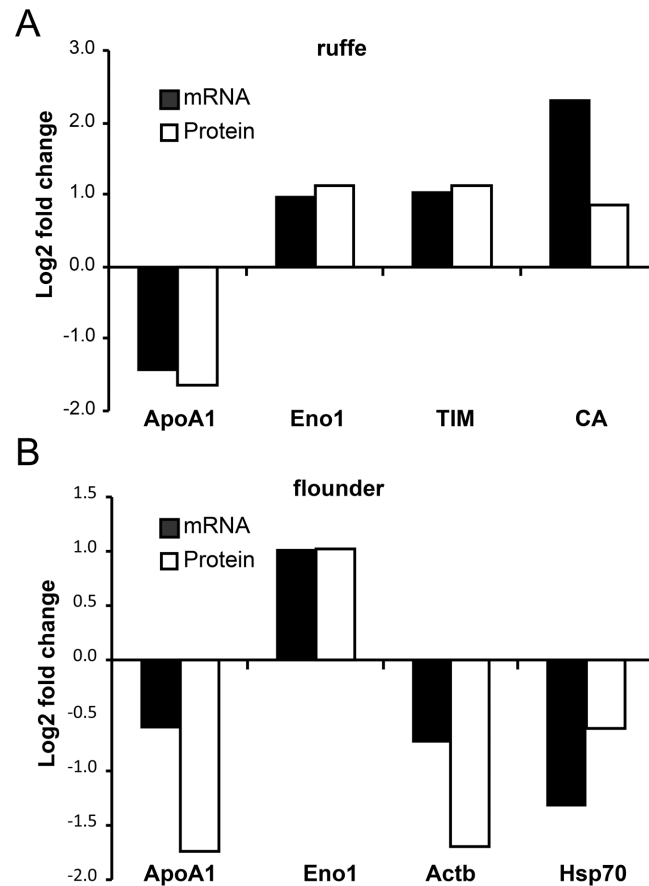 A
ruffe
3.0
2.0
1.0
0.0
-1.0
-2.0
Log2 fold change
mRNA
Protein
ApoA1 Eno1 TIM CA
B
flounder
1.5
1.0
0.5
0.0
-0.5
-1.0
-1.5
-2.0
Log2 fold change
mRNA
Protein
ApoA1 Eno1 Actb Hsp70